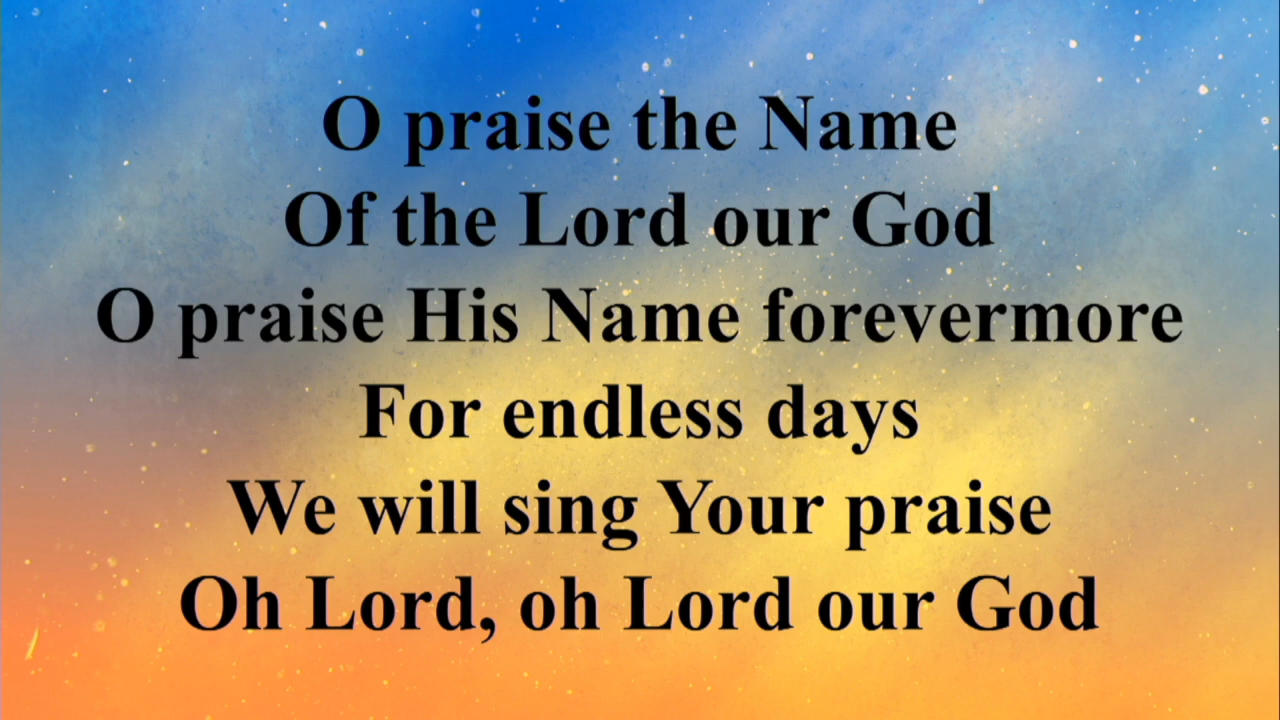 O praise the Name
Of the Lord our God
O praise His Name forevermore
For endless days
We will sing Your praise
Oh Lord, oh Lord our God